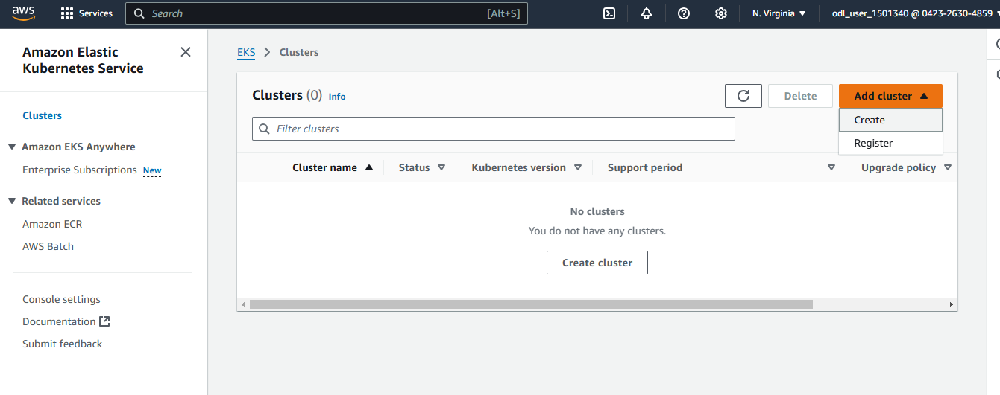 aws
Services
Search
[Alt+S]
N. Virginia
odl_user_1501340 @ 0423-2630-4859
Amazon Elastic
Kubernetes Service
Clusters
Amazon EKS Anywhere
Enterprise Subscriptions New
Related services
Amazon ECR
AWS Batch
Console settings
Documentation
Submit feedback
EKS
Clusters
Clusters (0) Info
Delete
Add cluster
Create
Register
Filter clusters
Cluster name
Status
Kubernetes version
Support period
Upgrade policy
No clusters
You do not have any clusters.
Create cluster